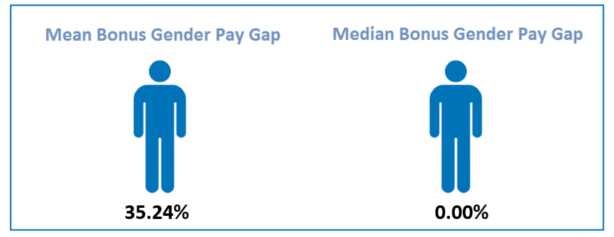 Mean Bonus Gender Pay Gap
Median Bonus Gender Pay Gap
35.24%
0.00%